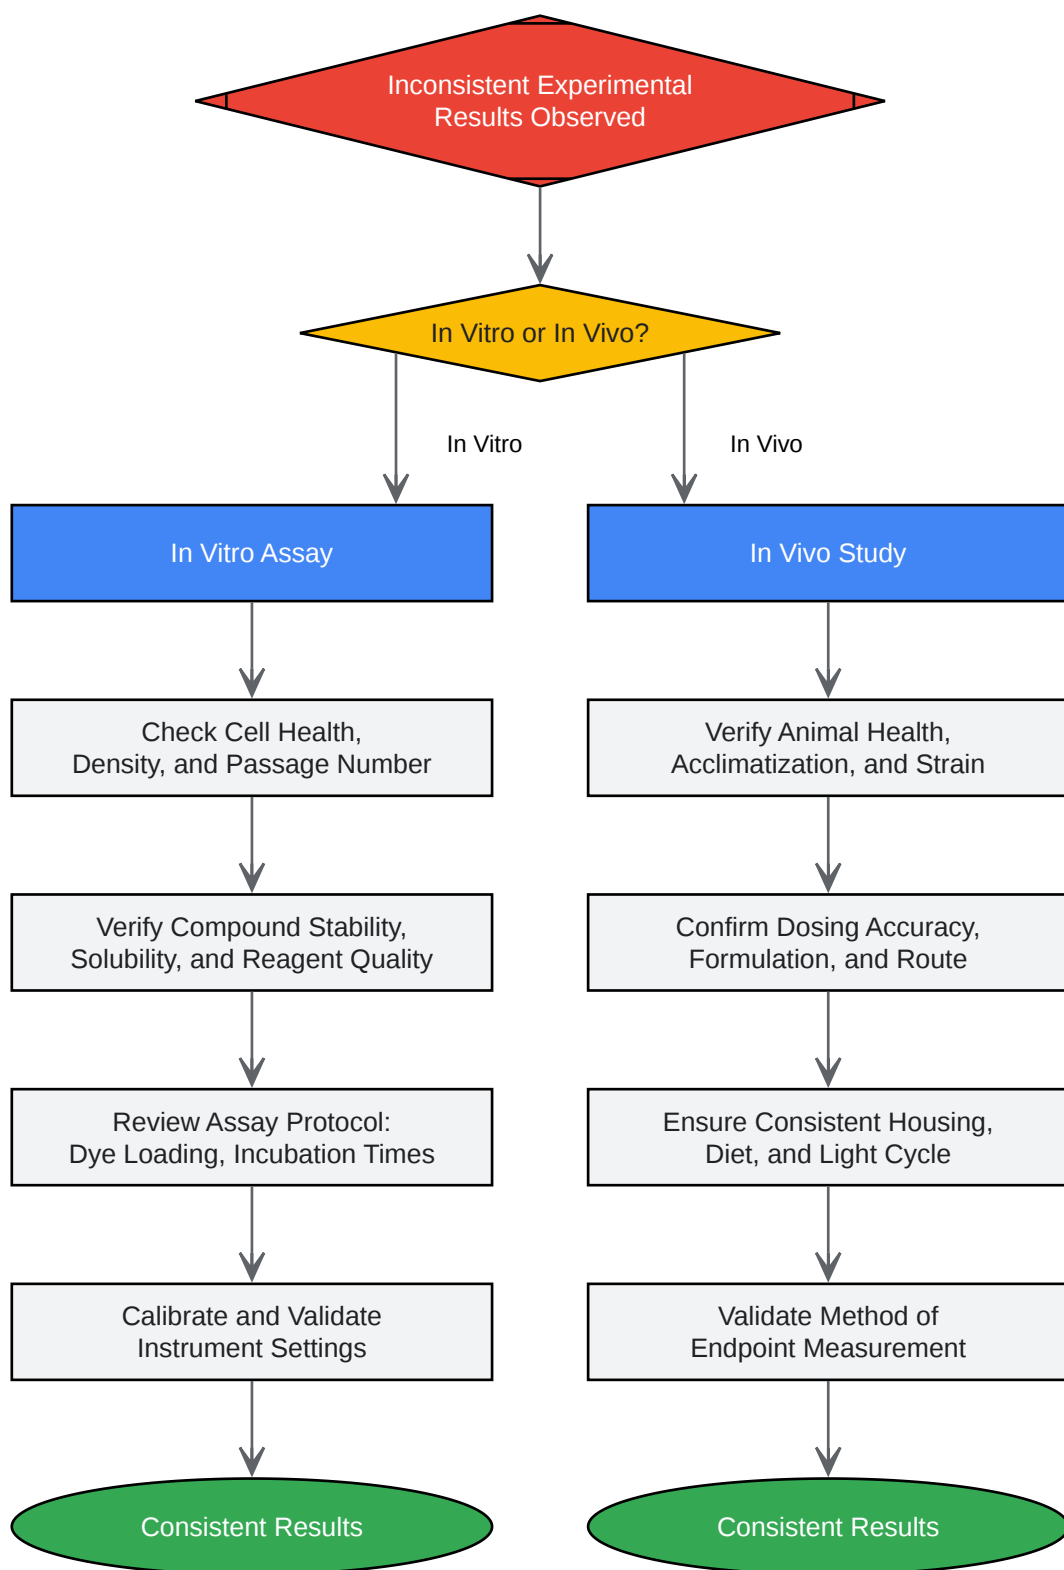 Inconsistent Experimental
Results Observed
In Vitro or In Vivo?
In Vitro
In Vivo
In Vitro Assay
In Vivo Study
Check Cell Health,
Density, and Passage Number
Verify Animal Health,
Acclimatization, and Strain
Verify Compound Stability,
Solubility, and Reagent Quality
Confirm Dosing Accuracy,
Formulation, and Route
Review Assay Protocol:
Dye Loading, Incubation Times
Ensure Consistent Housing,
Diet, and Light Cycle
Calibrate and Validate
Instrument Settings
Validate Method of
Endpoint Measurement
Consistent Results
Consistent Results